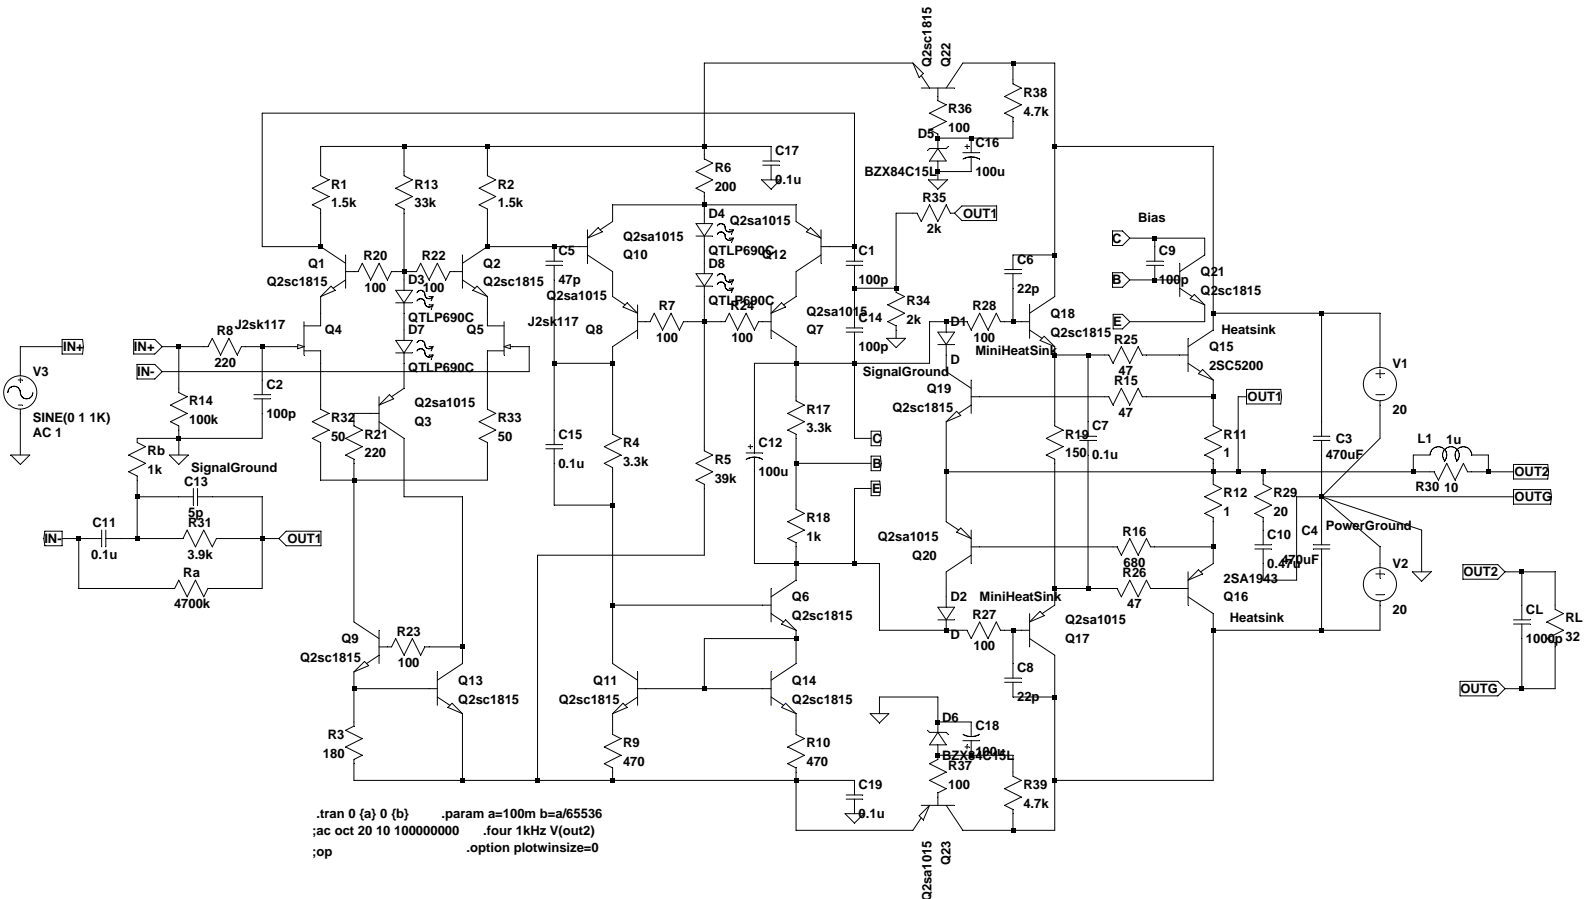 Q2sc1815
Q22
R36
100
R38
4.7k
D5
C16
100u
BZX84C15L
C17
0.1u
R1
1.5k
R13
33k
R2
1.5k
R6
200
R35
2k
OUT1
D4
QTLP690C
Q2sa1015
Q10
Q2sa1015
Q12
D8
QTLP690C
C1
100p
Bias
C
B
E
C9
100p
Q21
Q2sc1815
Q1
Q2sc1815
R20
100
R22
100
Q2
Q2sc1815
C5
47p
D3
QTLP690C
D7
QTLP690C
Q2sa1015
Q8
R7
100
R24
100
Q2sa1015
Q7
C14
100p
R34
2k
C6
22p
R28
100
Q18
Q2sc1815
MiniHeatSink
D1
D
Heatsink
Q15
2SC5200
R25
47
R15
47
J2sk117
Q4
J2sk117
Q5
IN+
V3
SINE(0 1 1K)
AC 1
IN+
IN-
R8
220
C2
100p
R14
100k
Rb
1k
SignalGround
R32
50
R21
220
Q2sa1015
Q3
R33
50
C13
5p
C11
0.1u
R31
3.9k
Ra
4700k
IN-
OUT1
C15
0.1u
R4
3.3k
R5
39k
SignalGround
R17
3.3k
C12
100u
C
B
E
R18
1k
Q19
Q2sc1815
R19
150
C7
0.1u
OUT1
R11
1
R12
1
V1
20
C3
470uF
L1
1u
R30
10
OUT2
OUTG
R29
20
C10
0.47u
C4
470uF
PowerGround
V2
20
Q2sa1015
Q20
R16
680
R26
47
2SA1943
Q16
Heatsink
D2
D
R27
100
MiniHeatSink
Q2sa1015
Q17
C8
22p
Q6
Q2sc1815
Q9
Q2sc1815
R23
100
Q13
Q2sc1815
Q11
Q2sc1815
Q14
Q2sc1815
R3
180
R9
470
R10
470
C19
0.1u
D6
BZX84C15L
C18
100u
R37
100
R39
4.7k
Q2sa1015
Q23
OUT2
OUTG
CL
1000p
RL
32
.tran 0 {a} 0 {b}
.param a=100m b=a/65536
;ac oct 20 10 100000000
.four 1kHz V(out2)
;op
.option plotwinsize=0